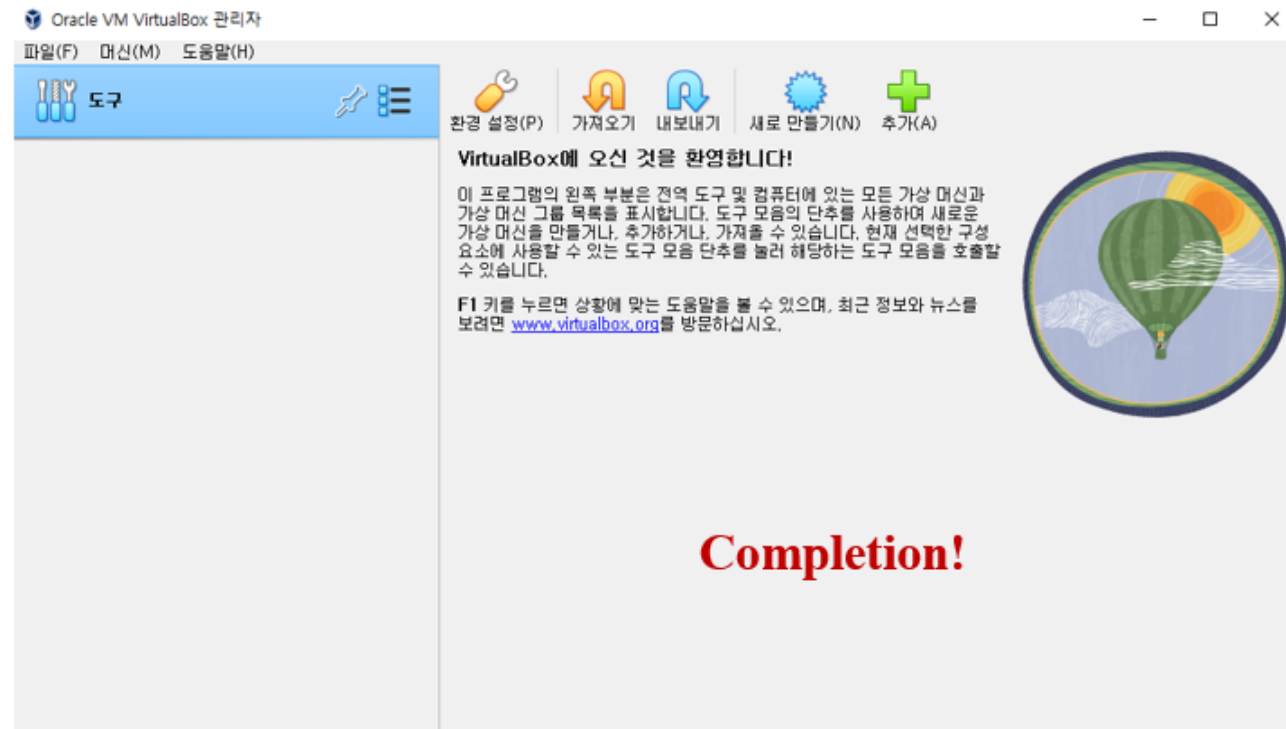 Oracle VM VirtualBox 관리자
파일(F) 머신(M) 도움말(H)
도구
환경 설정(P) 가져오기 내보내기 새로 만들기(N) 추가(A)
VirtualBox에 오신 것을 환영합니다!
이 프로그램의 왼쪽 부분은 전역 도구 및 컴퓨터에 있는 모든 가상 머신과
가상 머신 그룹 목록을 표시합니다. 도구 모음의 단추를 사용하여 새로운
가상 머신을 만들거나, 추가하거나, 가져올 수 있습니다. 현재 선택한 구성
요소에 사용할 수 있는 도구 모음 단추를 눌러 해당하는 도구 모음을 호출할
수 있습니다.
F1 키를 누르면 상황에 맞는 도움말을 볼 수 있으며, 최근 정보와 뉴스를
보려면 www.virtualbox.org를 방문하십시오.
Completion!